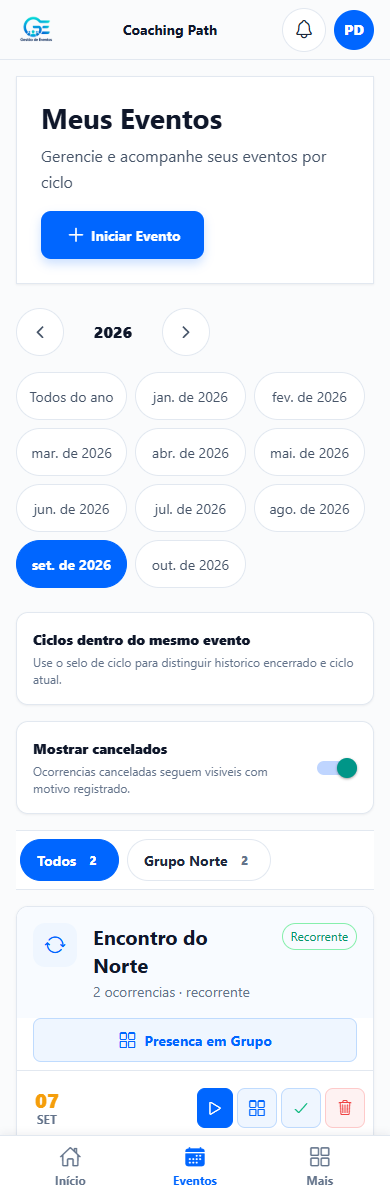 GE
Gestão de Eventos
Coaching Path
PD
Meus Eventos
Gerencie e acompanhe seus eventos por
ciclo
Iniciar Evento
2026
Todos do ano
jan. de 2026
fev. de 2026
mar. de 2026
abr. de 2026
mai. de 2026
jun. de 2026
jul. de 2026
ago. de 2026
set. de 2026
out. de 2026
Ciclos dentro do mesmo evento
Use o selo de ciclo para distinguir historico encerrado e ciclo
atual.
Mostrar cancelados
Ocorrencias canceladas seguem visiveis com
motivo registrado.
Todos 2
Grupo Norte 2
Encontro do
Norte
Recorrente
2 ocorrencias · recorrente
Presenca em Grupo
07
SET
Início
Eventos
Mais